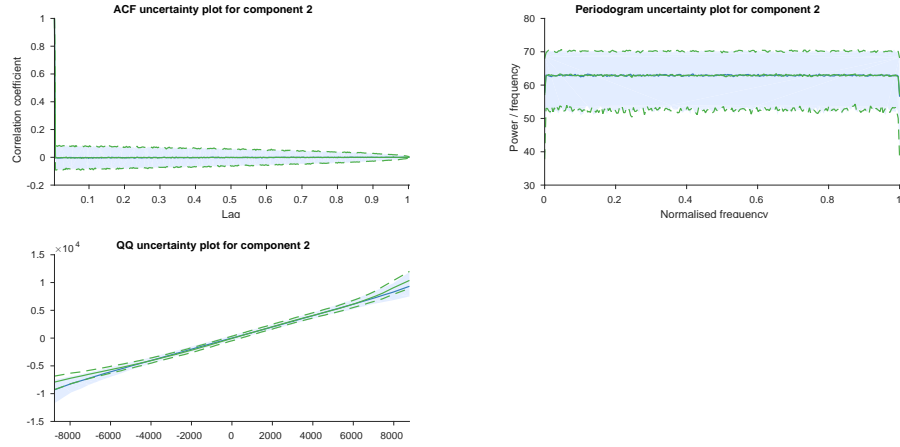 ACF uncertainty plot for component 2
1
0.8
0.6
0.4
0.2
0
-0.2
Correlation coefficient
0.1 0.2 0.3 0.4 0.5 0.6 0.7 0.8 0.9 1
Lag
Periodogram uncertainty plot for component 2
80
70
60
50
40
30
Power / frequency
0 0.2 0.4 0.6 0.8 1
Normalised frequency
QQ uncertainty plot for component 2
×10⁴
1.5
1
0.5
0
-0.5
-1
-1.5
-8000 -6000 -4000 -2000 0 2000 4000 6000 8000